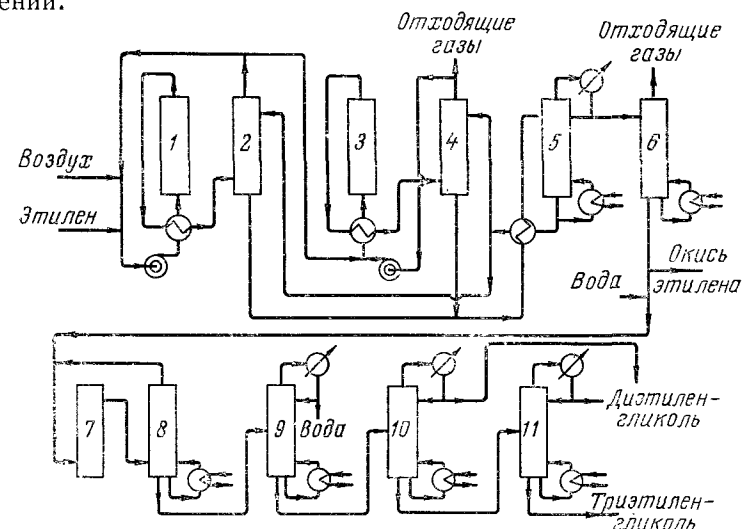 ений.
Отходящие
газы
Отходящие
газы
1
2
3
4
5
6
Воздух
Этилен
Окись
этилена
Вода
7
8
9
Вода
10
11
Диэтилен-
гликоль
Триэтилен-
гликоль